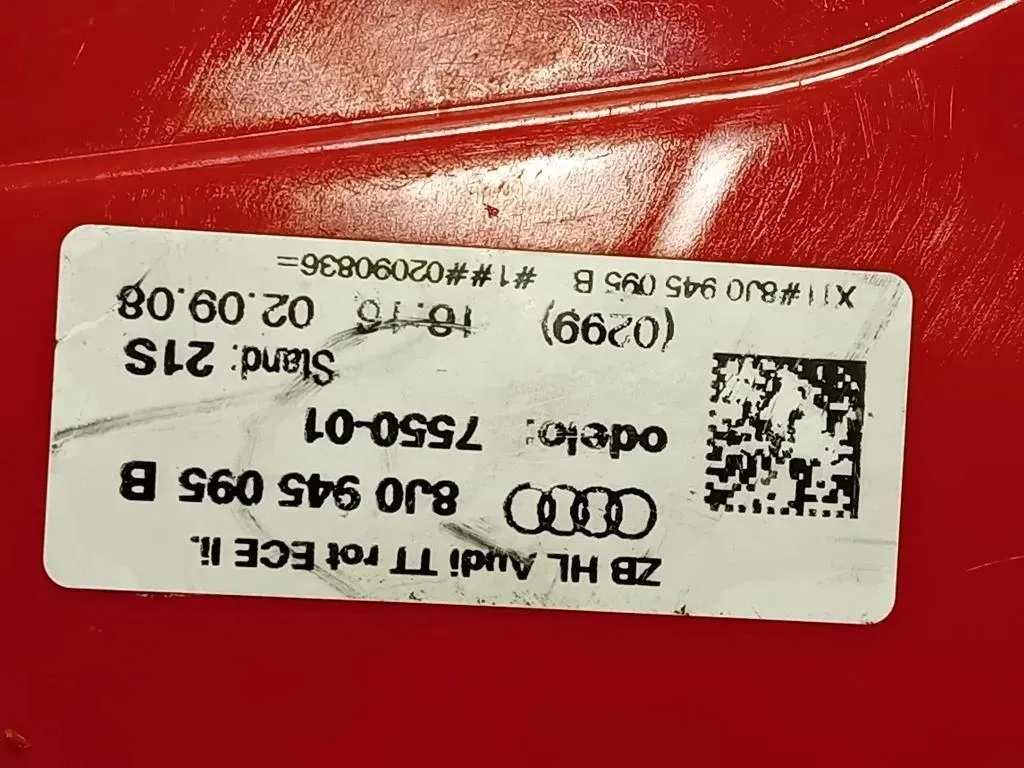 ZB HL Audi TT rot ECE li.
8J0 945 095 B
odelo: 7550-01
Stand: 21S
(0299) 16:16 02.09.08
X11#8J0 945 095 B #1##02090836=